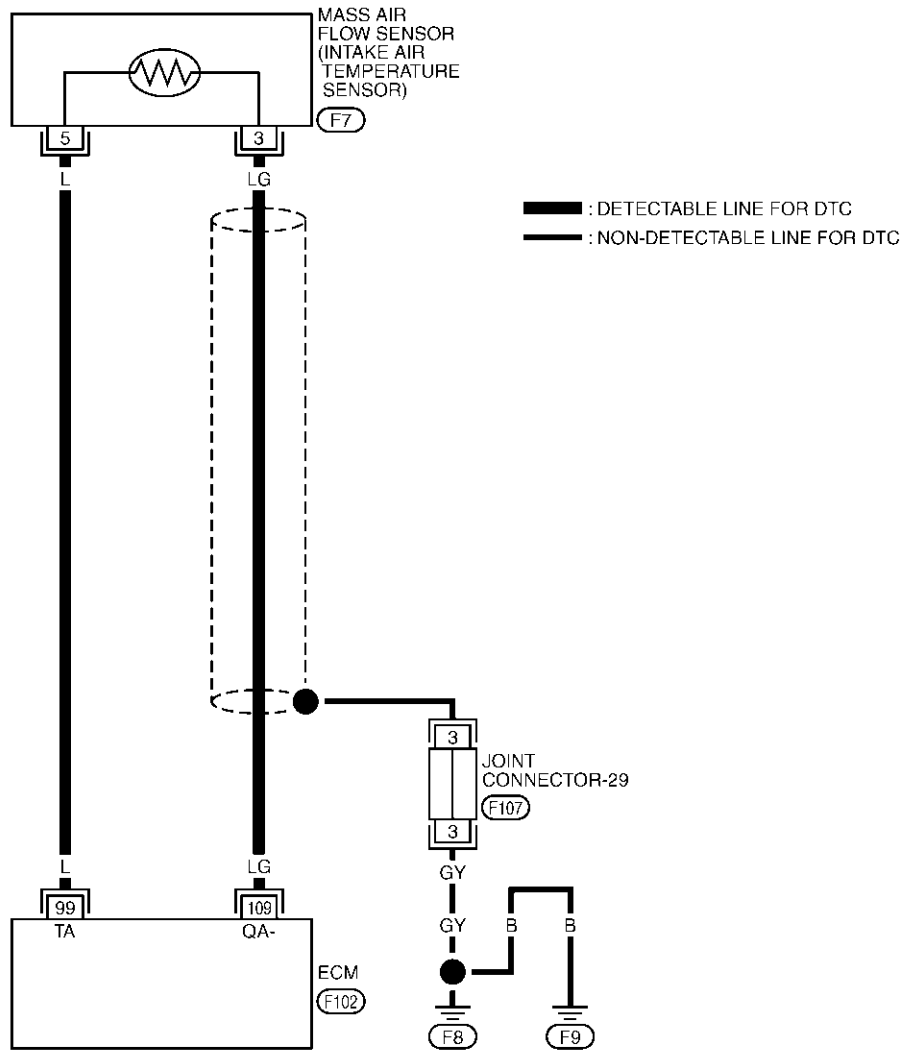 MASS AIR
FLOW SENSOR
(INTAKE AIR
TEMPERATURE
SENSOR)
F7
5
3
L
LG
: DETECTABLE LINE FOR DTC
: NON-DETECTABLE LINE FOR DTC
3
JOINT
CONNECTOR-29
F107
3
L
LG
GY
99
109
TA
QA-
GY
B
B
ECM
F102
F8
F9